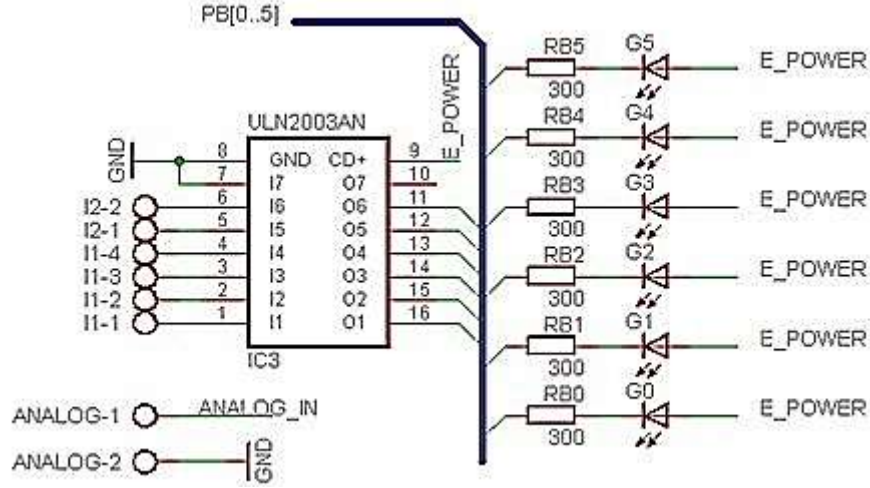 PB[0..5]
RB5 G5
E_POWER
300
E_POWER
RB4 G4
E_POWER
300
ULN2003AN
GND
8 GND CD+ 9
7 I7 O7 10
I2-2 6 I6 O6 11
I2-1 5 I5 O5 12
I1-4 4 I4 O4 13
I1-3 3 I3 O3 14
I1-2 2 I2 O2 15
I1-1 1 I1 O1 16
IC3
RB3 G3
E_POWER
300
RB2 G2
E_POWER
300
RB1 G1
E_POWER
300
RB0 G0
E_POWER
300
ANALOG-1 ANALOG_IN
ANALOG-2 GND